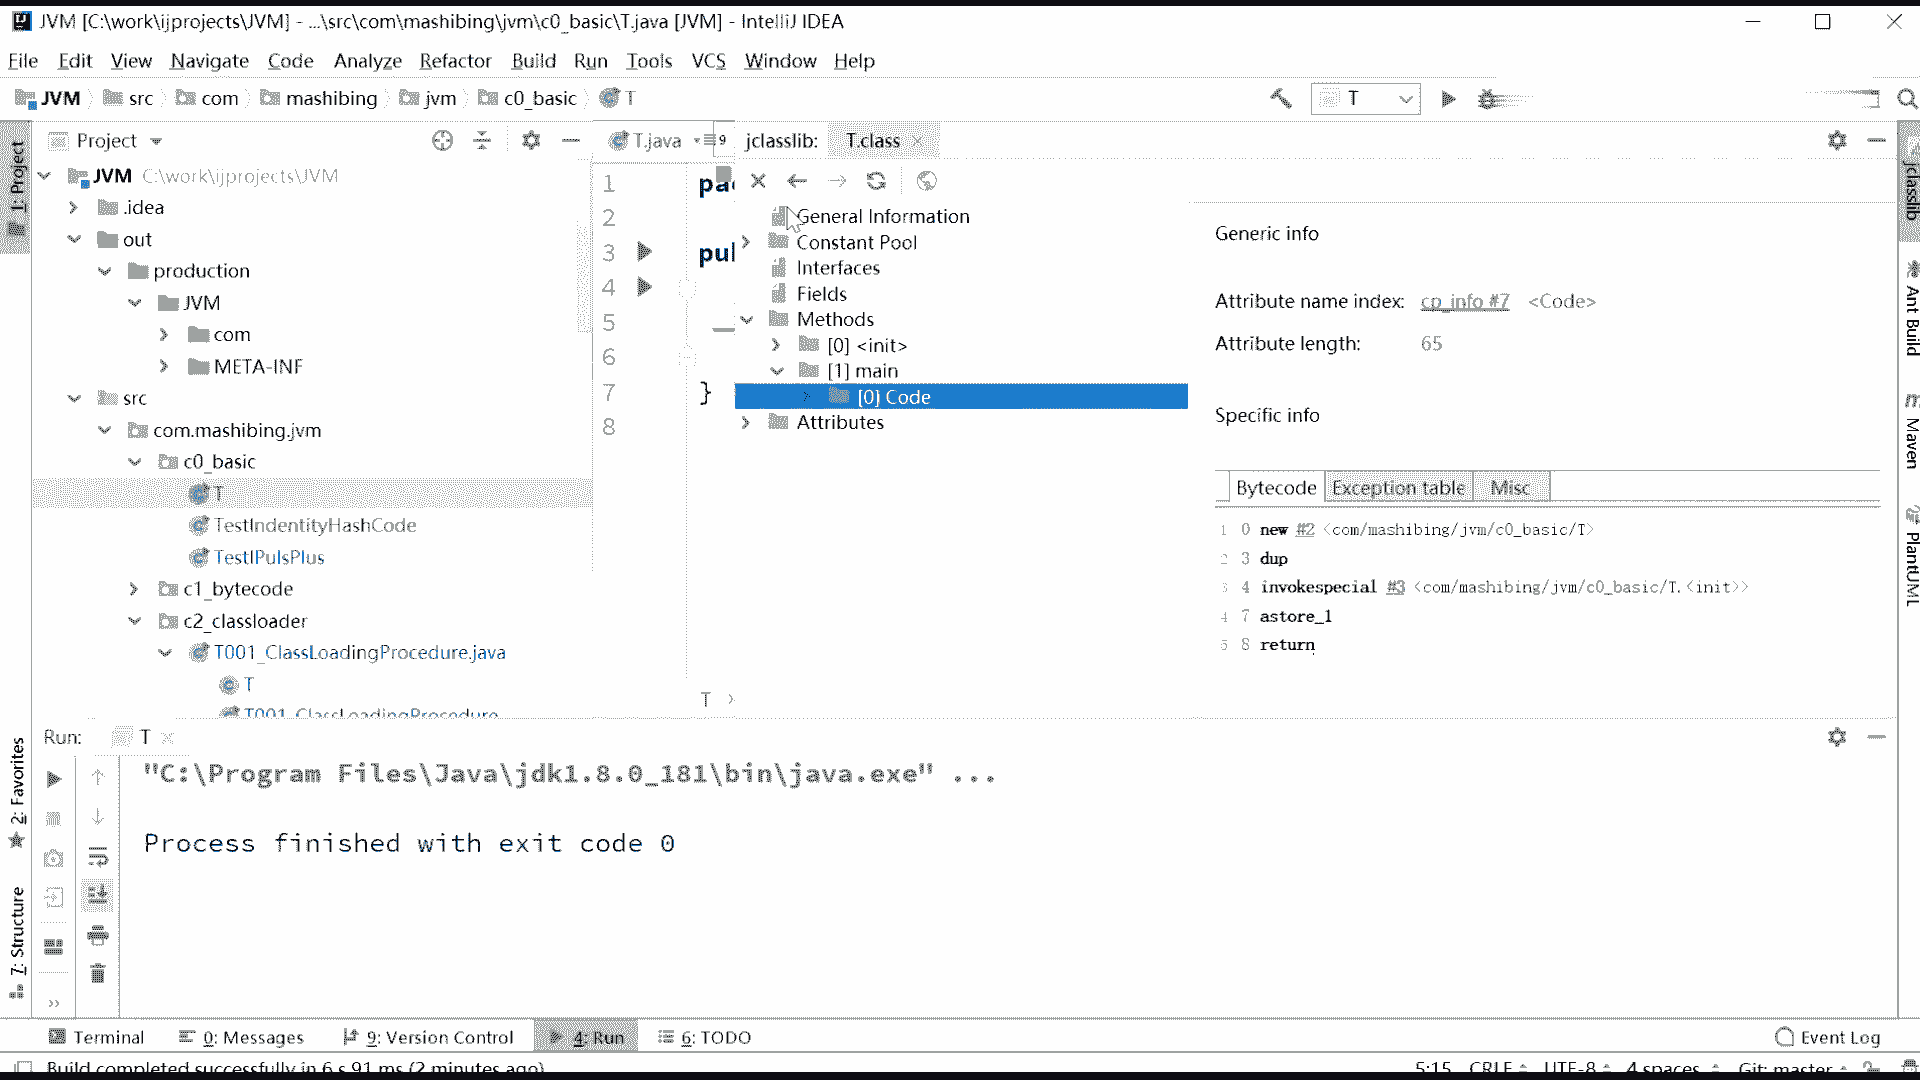 JVM [C:\work\ijprojects\JVM] - ...\src\com\mashibing\jvm\c0_basic\T.java [JVM] - IntelliJ IDEA
File Edit View Navigate Code Analyze Refactor Build Run Tools VCS Window Help
JVM src com mashibing jvm c0_basic T
T
1: Project
Project
JVM C:\work\ijprojects\JVM
.idea
out
production
JVM
com
META-INF
src
com.mashibing.jvm
c0_basic
T
TestIndentityHashCode
TestIPulsPlus
c1_bytecode
c2_classloader
T001_ClassLoadingProcedure.java
T
T001_ClassLoadingProcedure
T.java 9
1
2
3
4
5
6
7 }
8
T
jclasslib: T.class
General Information
Constant Pool
Interfaces
Fields
Methods
[0] <init>
[1] main
[0] Code
Attributes
Generic info
Attribute name index: cp_info #7 <Code>
Attribute length: 65
Specific info
Bytecode Exception table Misc
1 0 new #2 <com/mashibing/jvm/c0_basic/T>
2 3 dup
3 4 invokespecial #3 <com/mashibing/jvm/c0_basic/T.<init>>
4 7 astore_1
5 8 return
jclasslib
Ant Build
Maven
PlantUML
Run: T
"C:\Program Files\Java\jdk1.8.0_181\bin\java.exe" ...
Process finished with exit code 0
2: Favorites
7: Structure
Terminal 0: Messages 9: Version Control 4: Run 6: TODO Event Log
Build completed successfully in 6 s 91 ms (2 minutes ago) 5:15 CRLF UTF-8 4 spaces Git: master